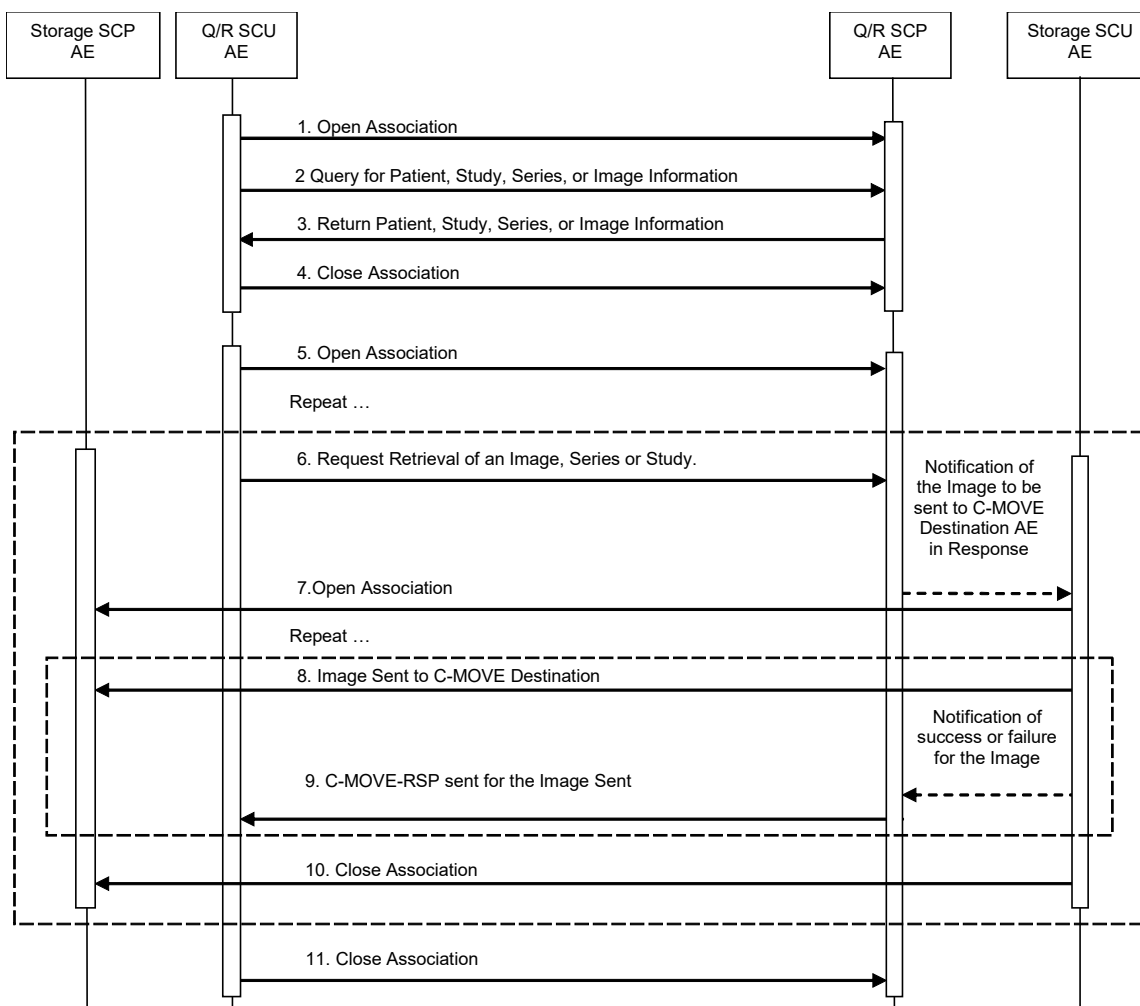 Storage SCP
AE
Q/R SCU
AE
Q/R SCP
AE
Storage SCU
AE
1. Open Association
2 Query for Patient, Study, Series, or Image Information
3. Return Patient, Study, Series, or Image Information
4. Close Association
5. Open Association
Repeat …
6. Request Retrieval of an Image, Series or Study.
Notification of
the Image to be
sent to C-MOVE
Destination AE
in Response
7.Open Association
Repeat …
8. Image Sent to C-MOVE Destination
Notification of
success or failure
for the Image
9. C-MOVE-RSP sent for the Image Sent
10. Close Association
11. Close Association